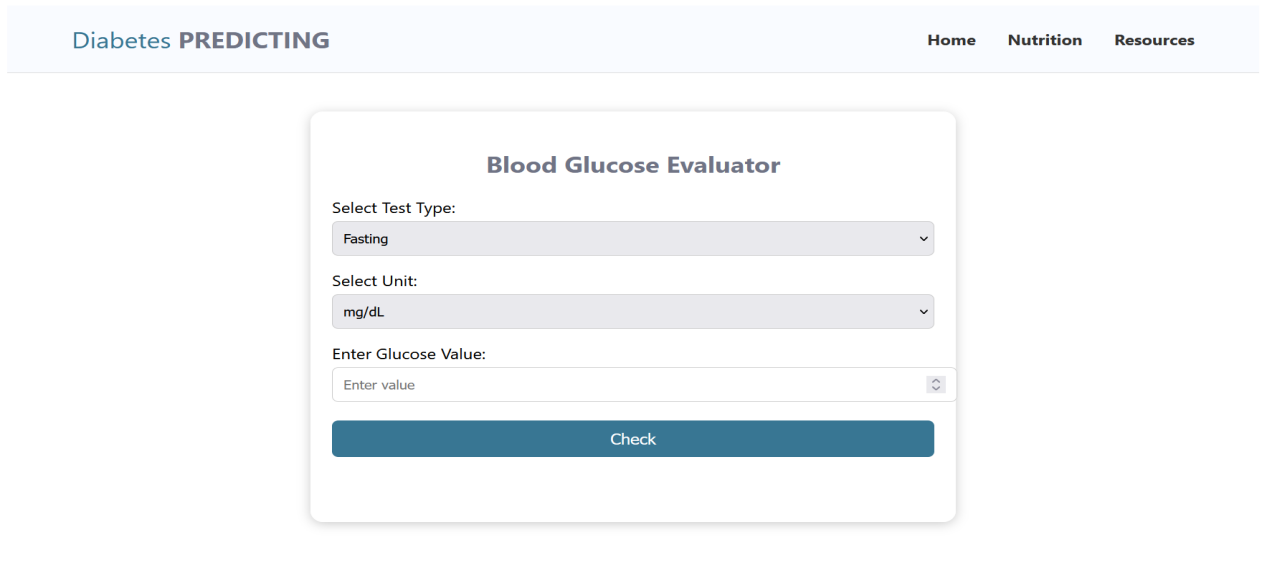 Diabetes PREDICTING
Home Nutrition Resources
Blood Glucose Evaluator
Select Test Type:
Fasting
Select Unit:
mg/dL
Enter Glucose Value:
Enter value
Check